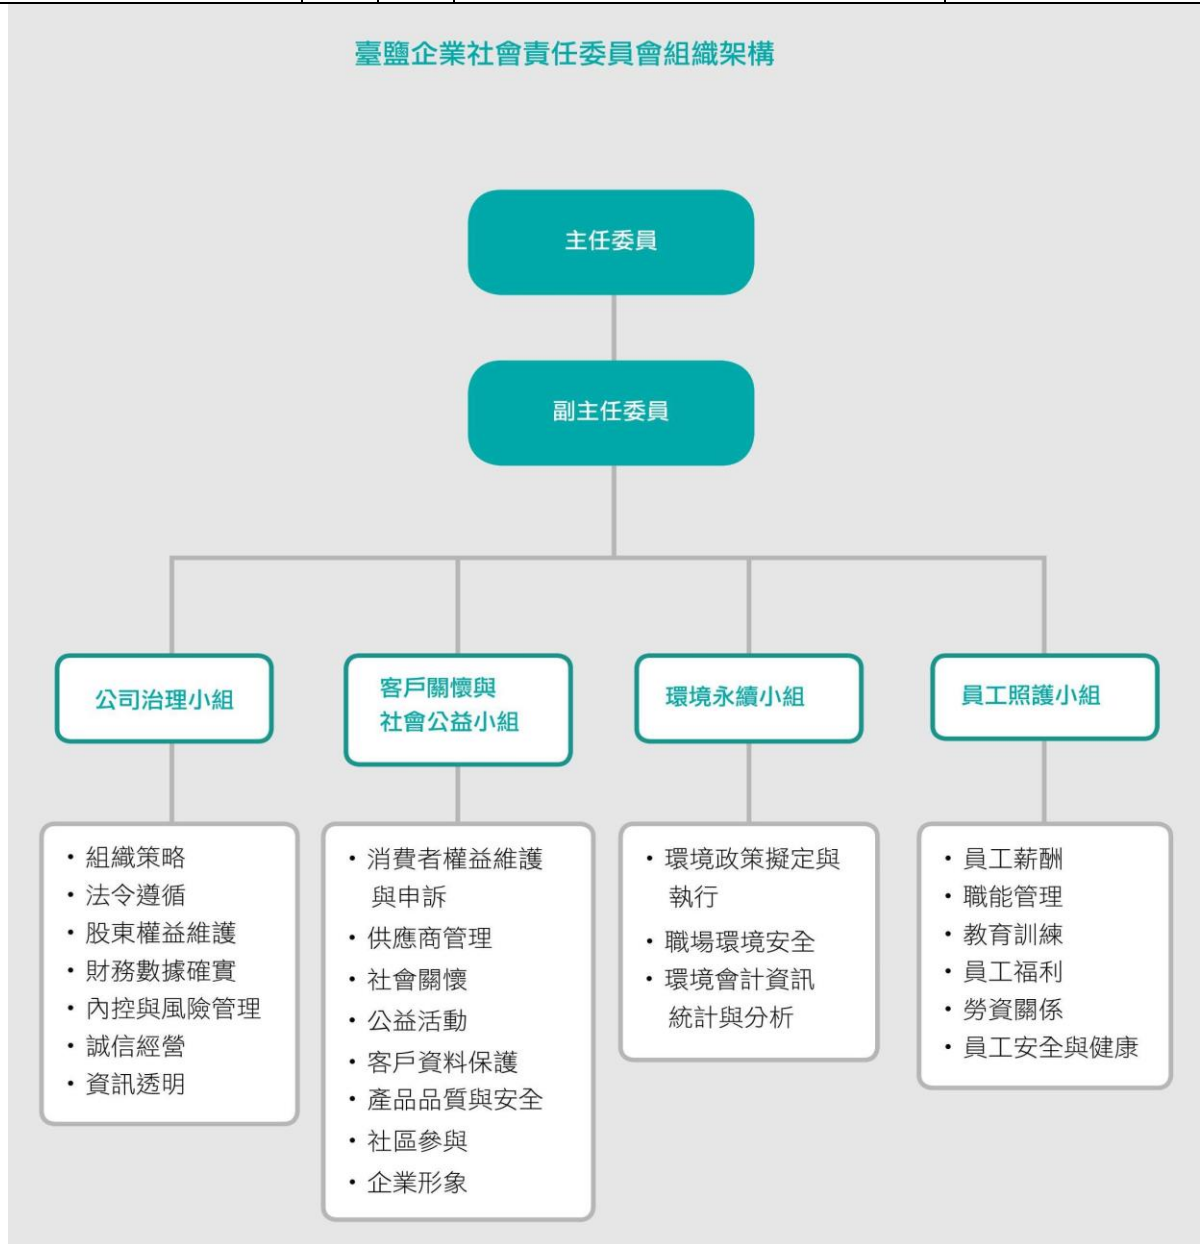 臺鹽企業社會責任委員會組織架構
主任委員
副主任委員
公司治理小組
客戶關懷與
社會公益小組
環境永續小組
員工照護小組
・組織策略
・法令遵循
・股東權益維護
・財務數據確實
・內控與風險管理
・誠信經營
・資訊透明
・消費者權益維護
與申訴
・供應商管理
・社會關懷
・公益活動
・客戶資料保護
・產品品質與安全
・社區參與
・企業形象
・環境政策擬定與
執行
・職場環境安全
・環境會計資訊
統計與分析
・員工薪酬
・職能管理
・教育訓練
・員工福利
・勞資關係
・員工安全與健康